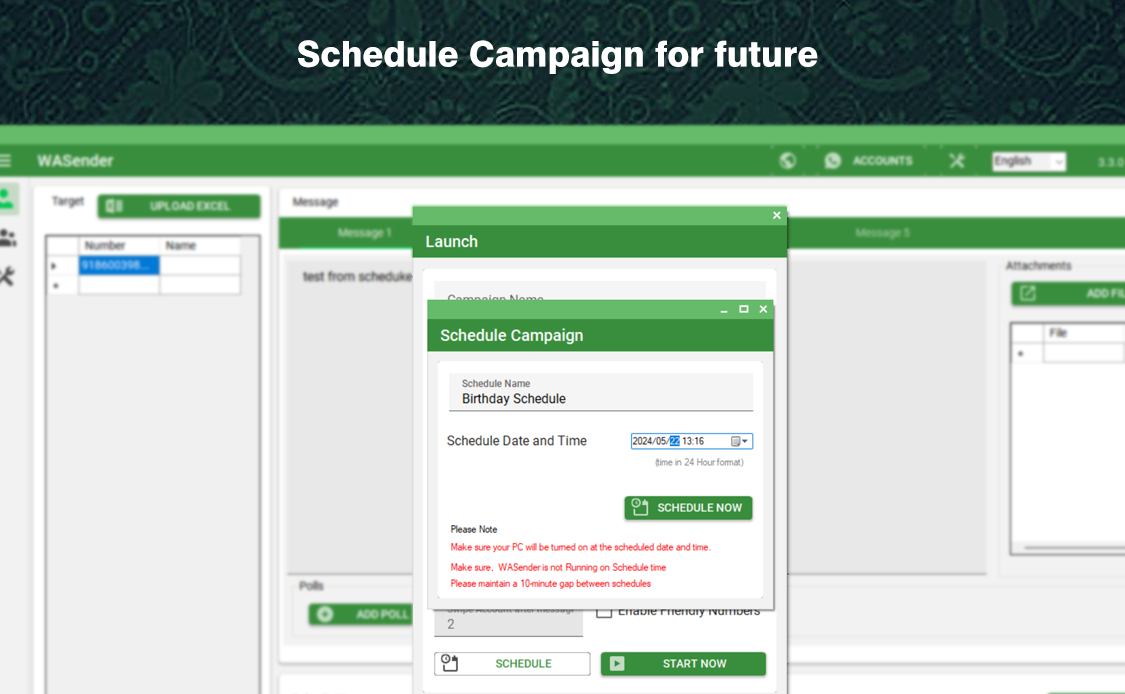 Schedule Campaign for future
WASender
ACCOUNTS
English
3.3.0
Target
UPLOAD EXCEL
Number Name
918600398...
Message
Message 1
Message 5
test from scheduke
Attachments
ADD FIL
File
Launch
Campaign Name
Schedule Campaign
Schedule Name
Birthday Schedule
Schedule Date and Time
2024/05/22 13:16
(time in 24 Hour format)
SCHEDULE NOW
Please Note
Make sure your PC will be turned on at the scheduled date and time.
Make sure, WASender is not Running on Schedule time
Please maintain a 10-minute gap between schedules
Polls
ADD POLL
Swipe Account after message
2
Enable Friendly Numbers
SCHEDULE
START NOW